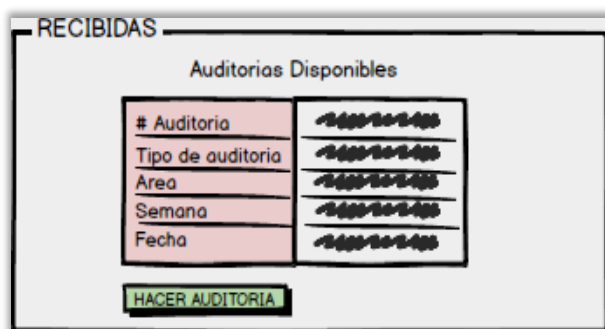 RECIBIDAS
Auditorias Disponibles
# Auditoria
Tipo de auditoria
Area
Semana
Fecha
HACER AUDITORIA